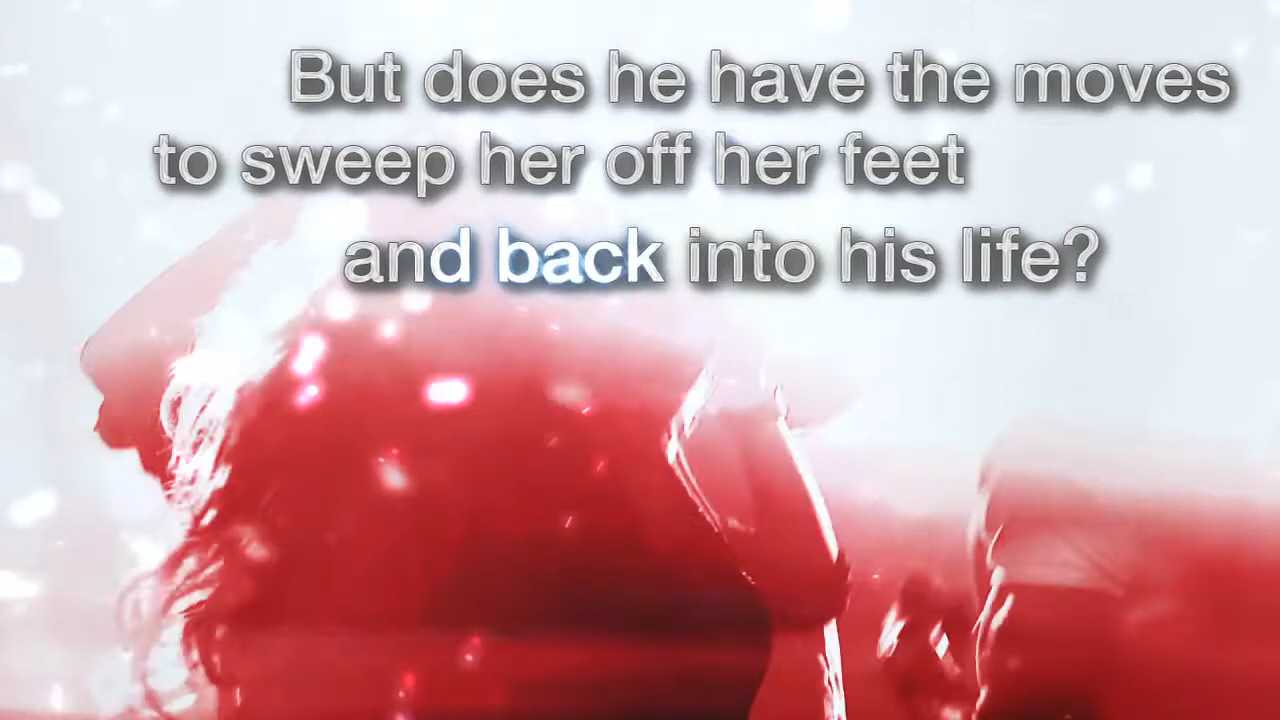 But does he have the moves
to sweep her off her feet
and back into his life?